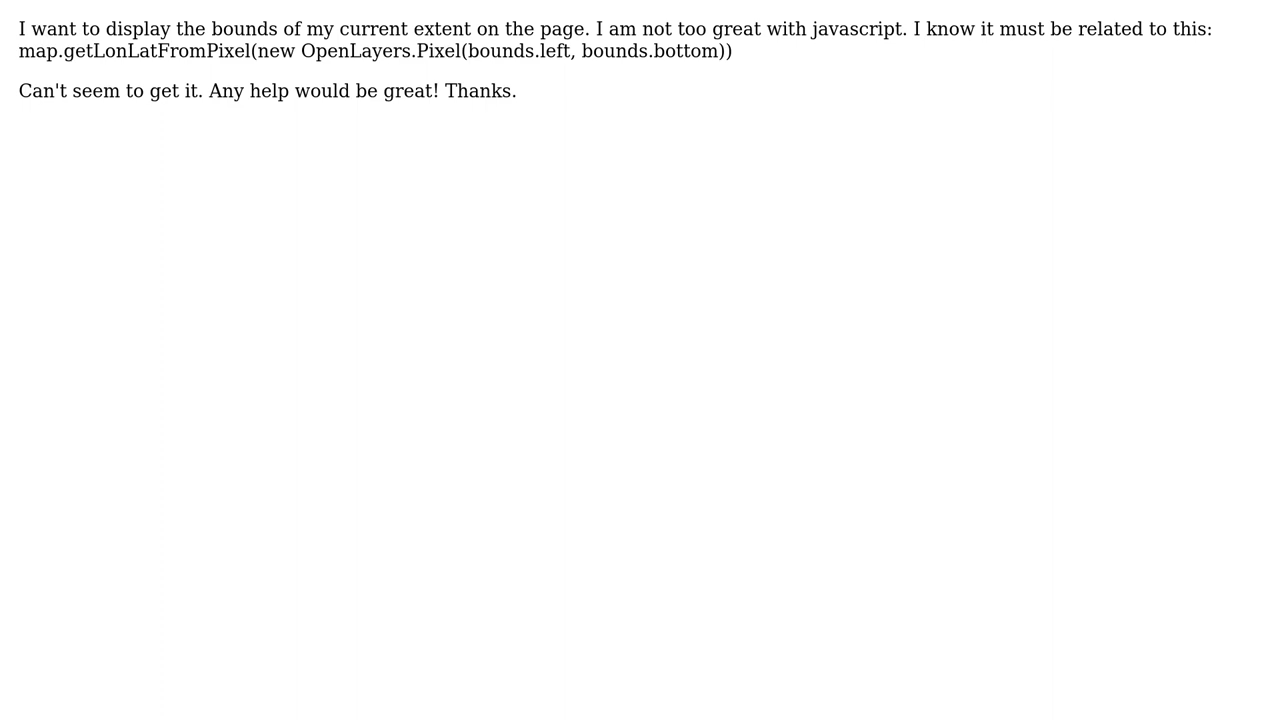 I want to display the bounds of my current extent on the page. I am not too great with javascript. I know it must be related to this:
map.getLonLatFromPixel(new OpenLayers.Pixel(bounds.left, bounds.bottom))
Can't seem to get it. Any help would be great! Thanks.